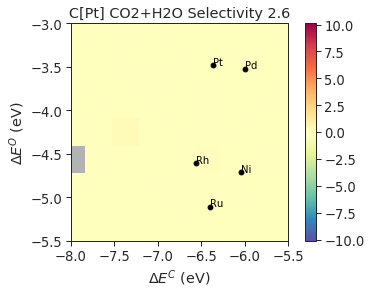 C[Pt] CO2+H2O Selectivity 2.6
−3.0
−3.5
−4.0
−4.5
−5.0
−5.5
ΔE^O (eV)
Pt
Pd
Rh
Ni
Ru
−8.0 −7.5 −7.0 −6.5 −6.0 −5.5
ΔE^C (eV)
10.0
7.5
5.0
2.5
0.0
−2.5
−5.0
−7.5
−10.0